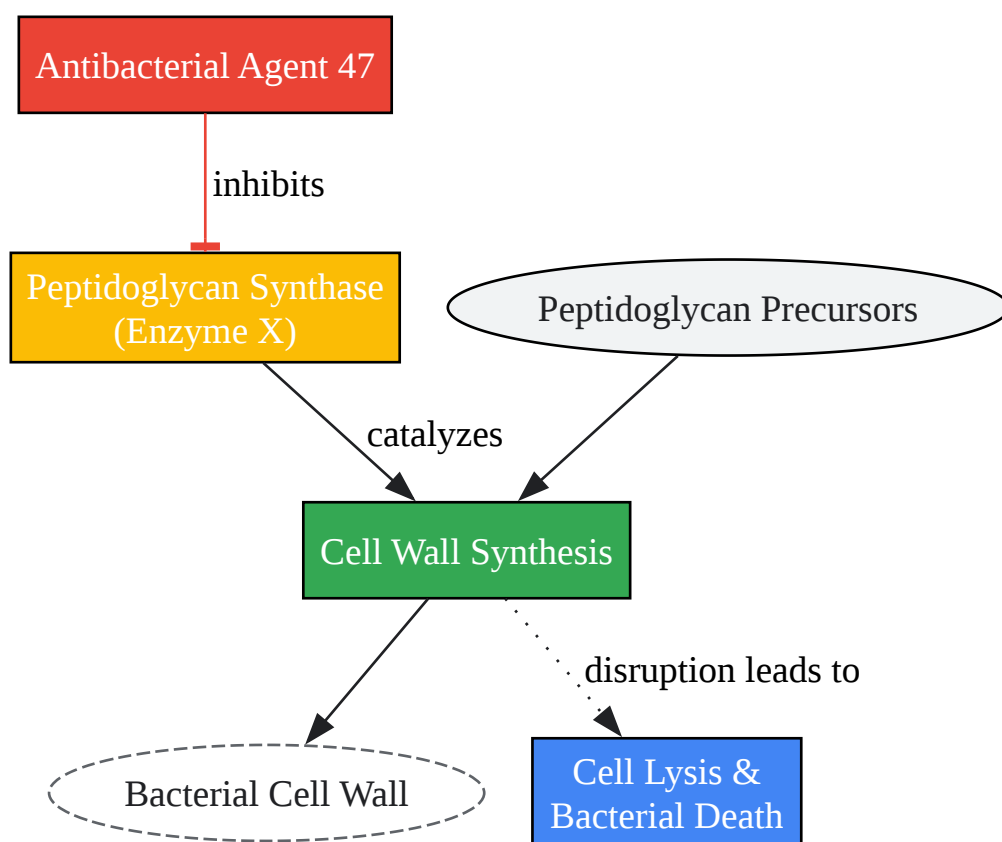 Antibacterial Agent 47
inhibits
Peptidoglycan Synthase
(Enzyme X)
Peptidoglycan Precursors
catalyzes
Cell Wall Synthesis
disruption leads to
Bacterial Cell Wall
Cell Lysis &
Bacterial Death